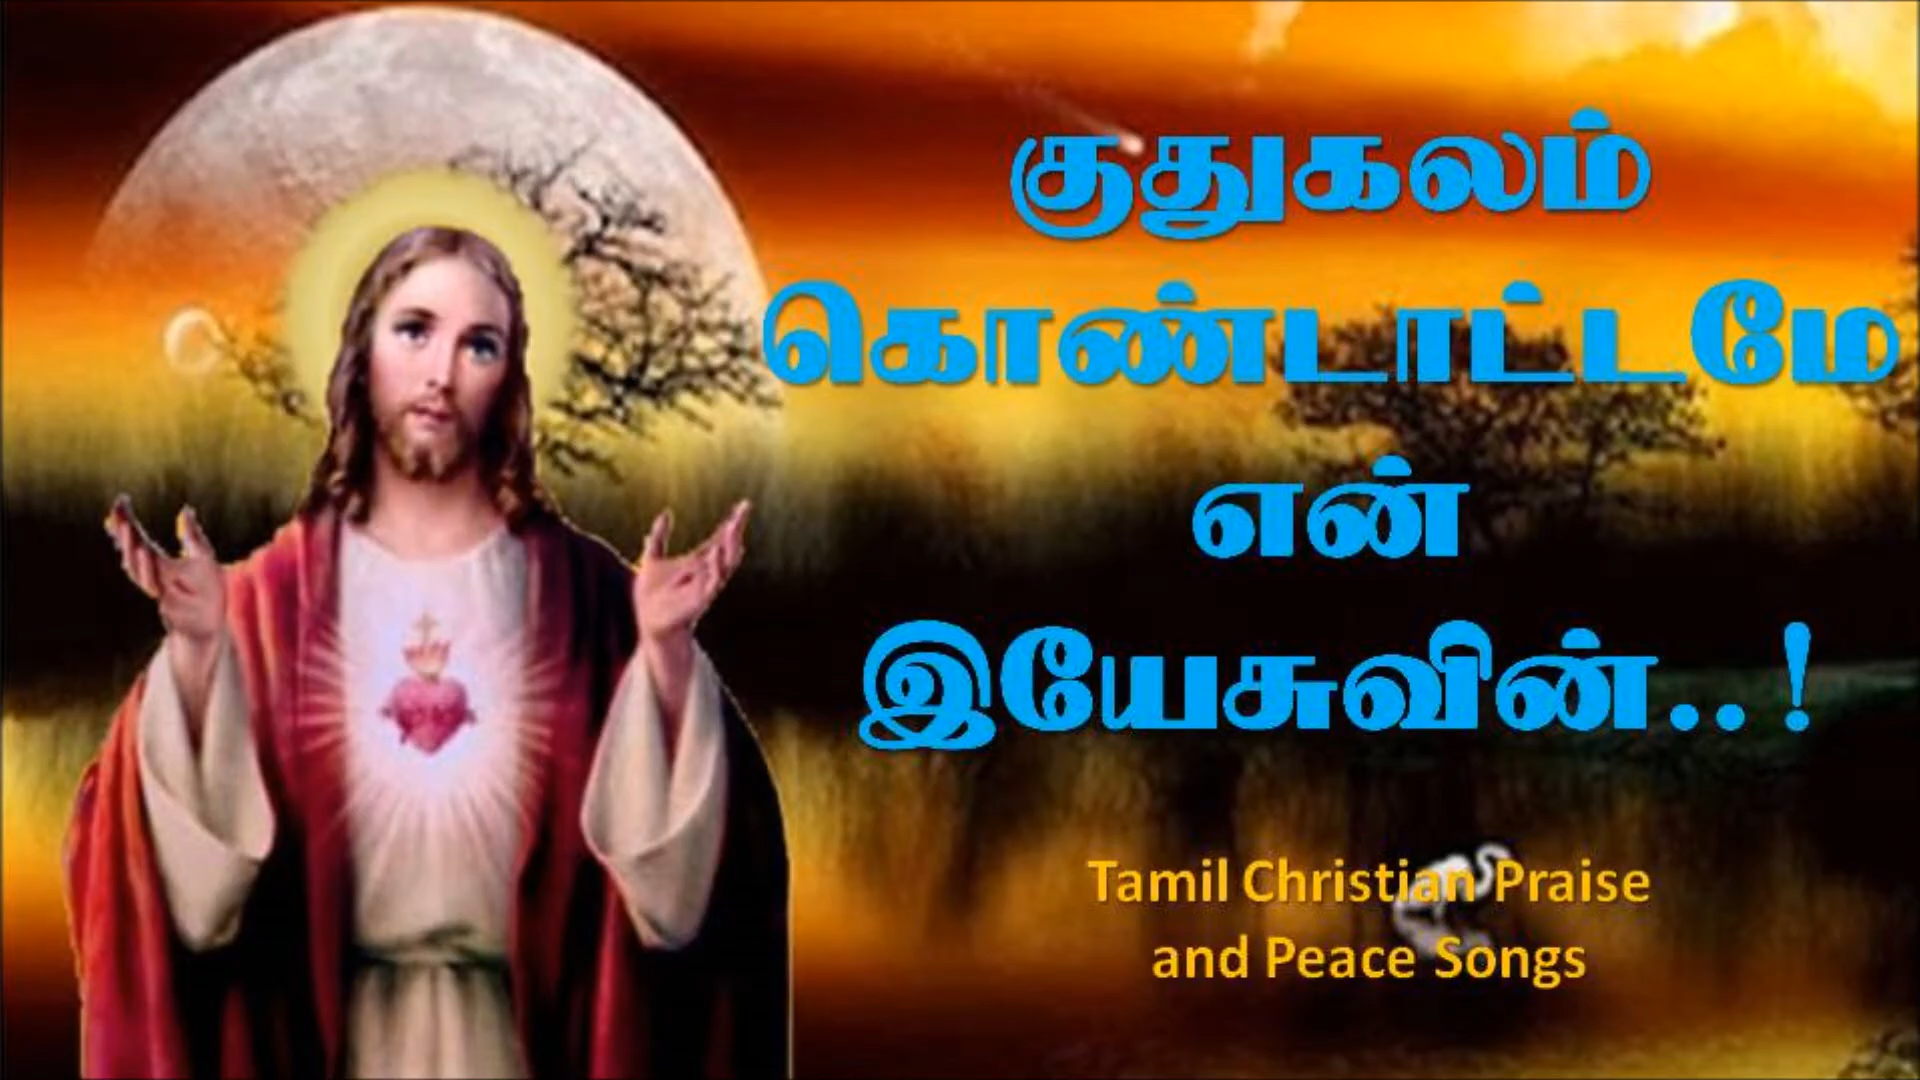 குதுகலம்
கொண்டாட்டமே
என்
இயேசுவின்..!
Tamil Christian Praise
and Peace Songs